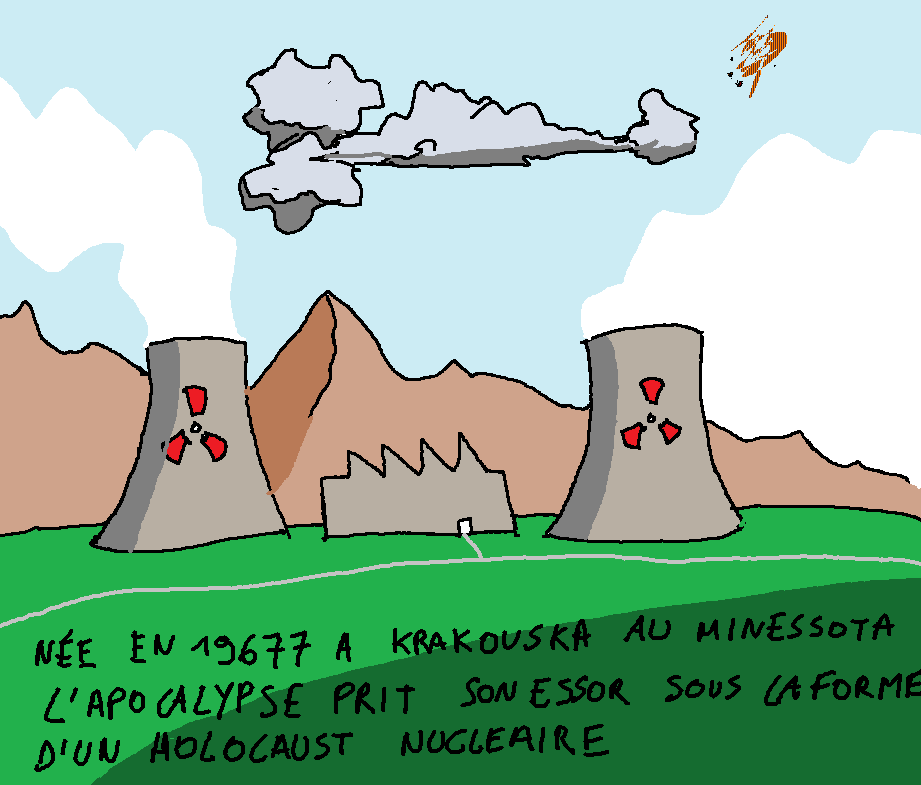 NÉE EN 19677 A KRAKOUSKA AU MINESSOTA
L'APOCALYPSE PRIT SON ESSOR SOUS LA FORME
D'UN HOLOCAUST NUCLEAIRE